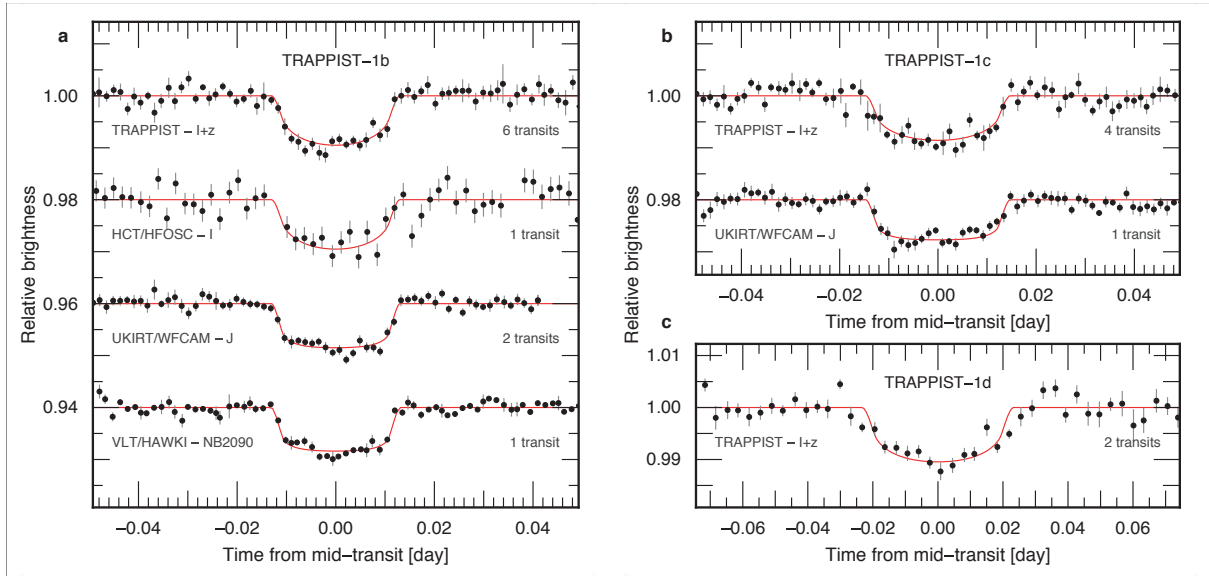 a
TRAPPIST−1b
1.00
TRAPPIST − I+z
6 transits
0.98
HCT/HFOSC − I
1 transit
0.96
UKIRT/WFCAM − J
2 transits
0.94
VLT/HAWKI − NB2090
1 transit
Relative brightness
−0.04 −0.02 0.00 0.02 0.04
Time from mid−transit [day]
b
TRAPPIST−1c
1.00
TRAPPIST − I+z
4 transits
0.98
UKIRT/WFCAM − J
1 transit
Relative brightness
−0.04 −0.02 0.00 0.02 0.04
Time from mid−transit [day]
c
1.01
TRAPPIST−1d
1.00
TRAPPIST − I+z
2 transits
0.99
−0.06 −0.04 −0.02 0.00 0.02 0.04 0.06
Time from mid−transit [day]